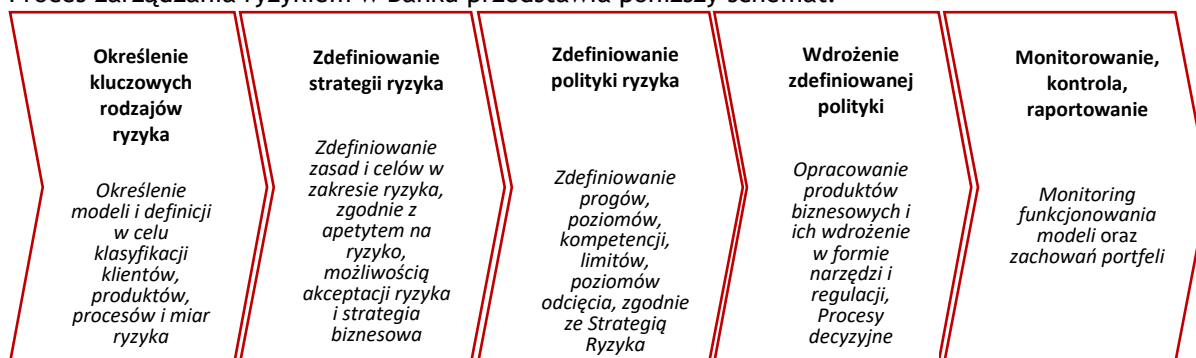 Proces zarządzania ryzykiem w Banku przedstawia poniższy schemat:
Określenie
kluczowych
rodzajów
ryzyka
Określenie
modeli i definicji
w celu
klasyfikacji
klientów,
produktów,
procesów i miar
ryzyka
Zdefiniowanie
strategii ryzyka
Zdefiniowanie
zasad i celów w
zakresie ryzyka,
zgodnie z
apetytem na
ryzyko,
możliwością
akceptacji ryzyka
i strategia
biznesowa
Zdefiniowanie
polityki ryzyka
Zdefiniowanie
progów,
poziomów,
kompetencji,
limitów,
poziomów
odcięcia, zgodnie
ze Strategią
Ryzyka
Wdrożenie
zdefiniowanej
polityki
Opracowanie
produktów
biznesowych i
ich wdrożenie
w formie
narzędzi i
regulacji,
Procesy
decyzyjne
Monitorowanie,
kontrola,
raportowanie
Monitoring
funkcjonowania
modeli oraz
zachowań portfeli